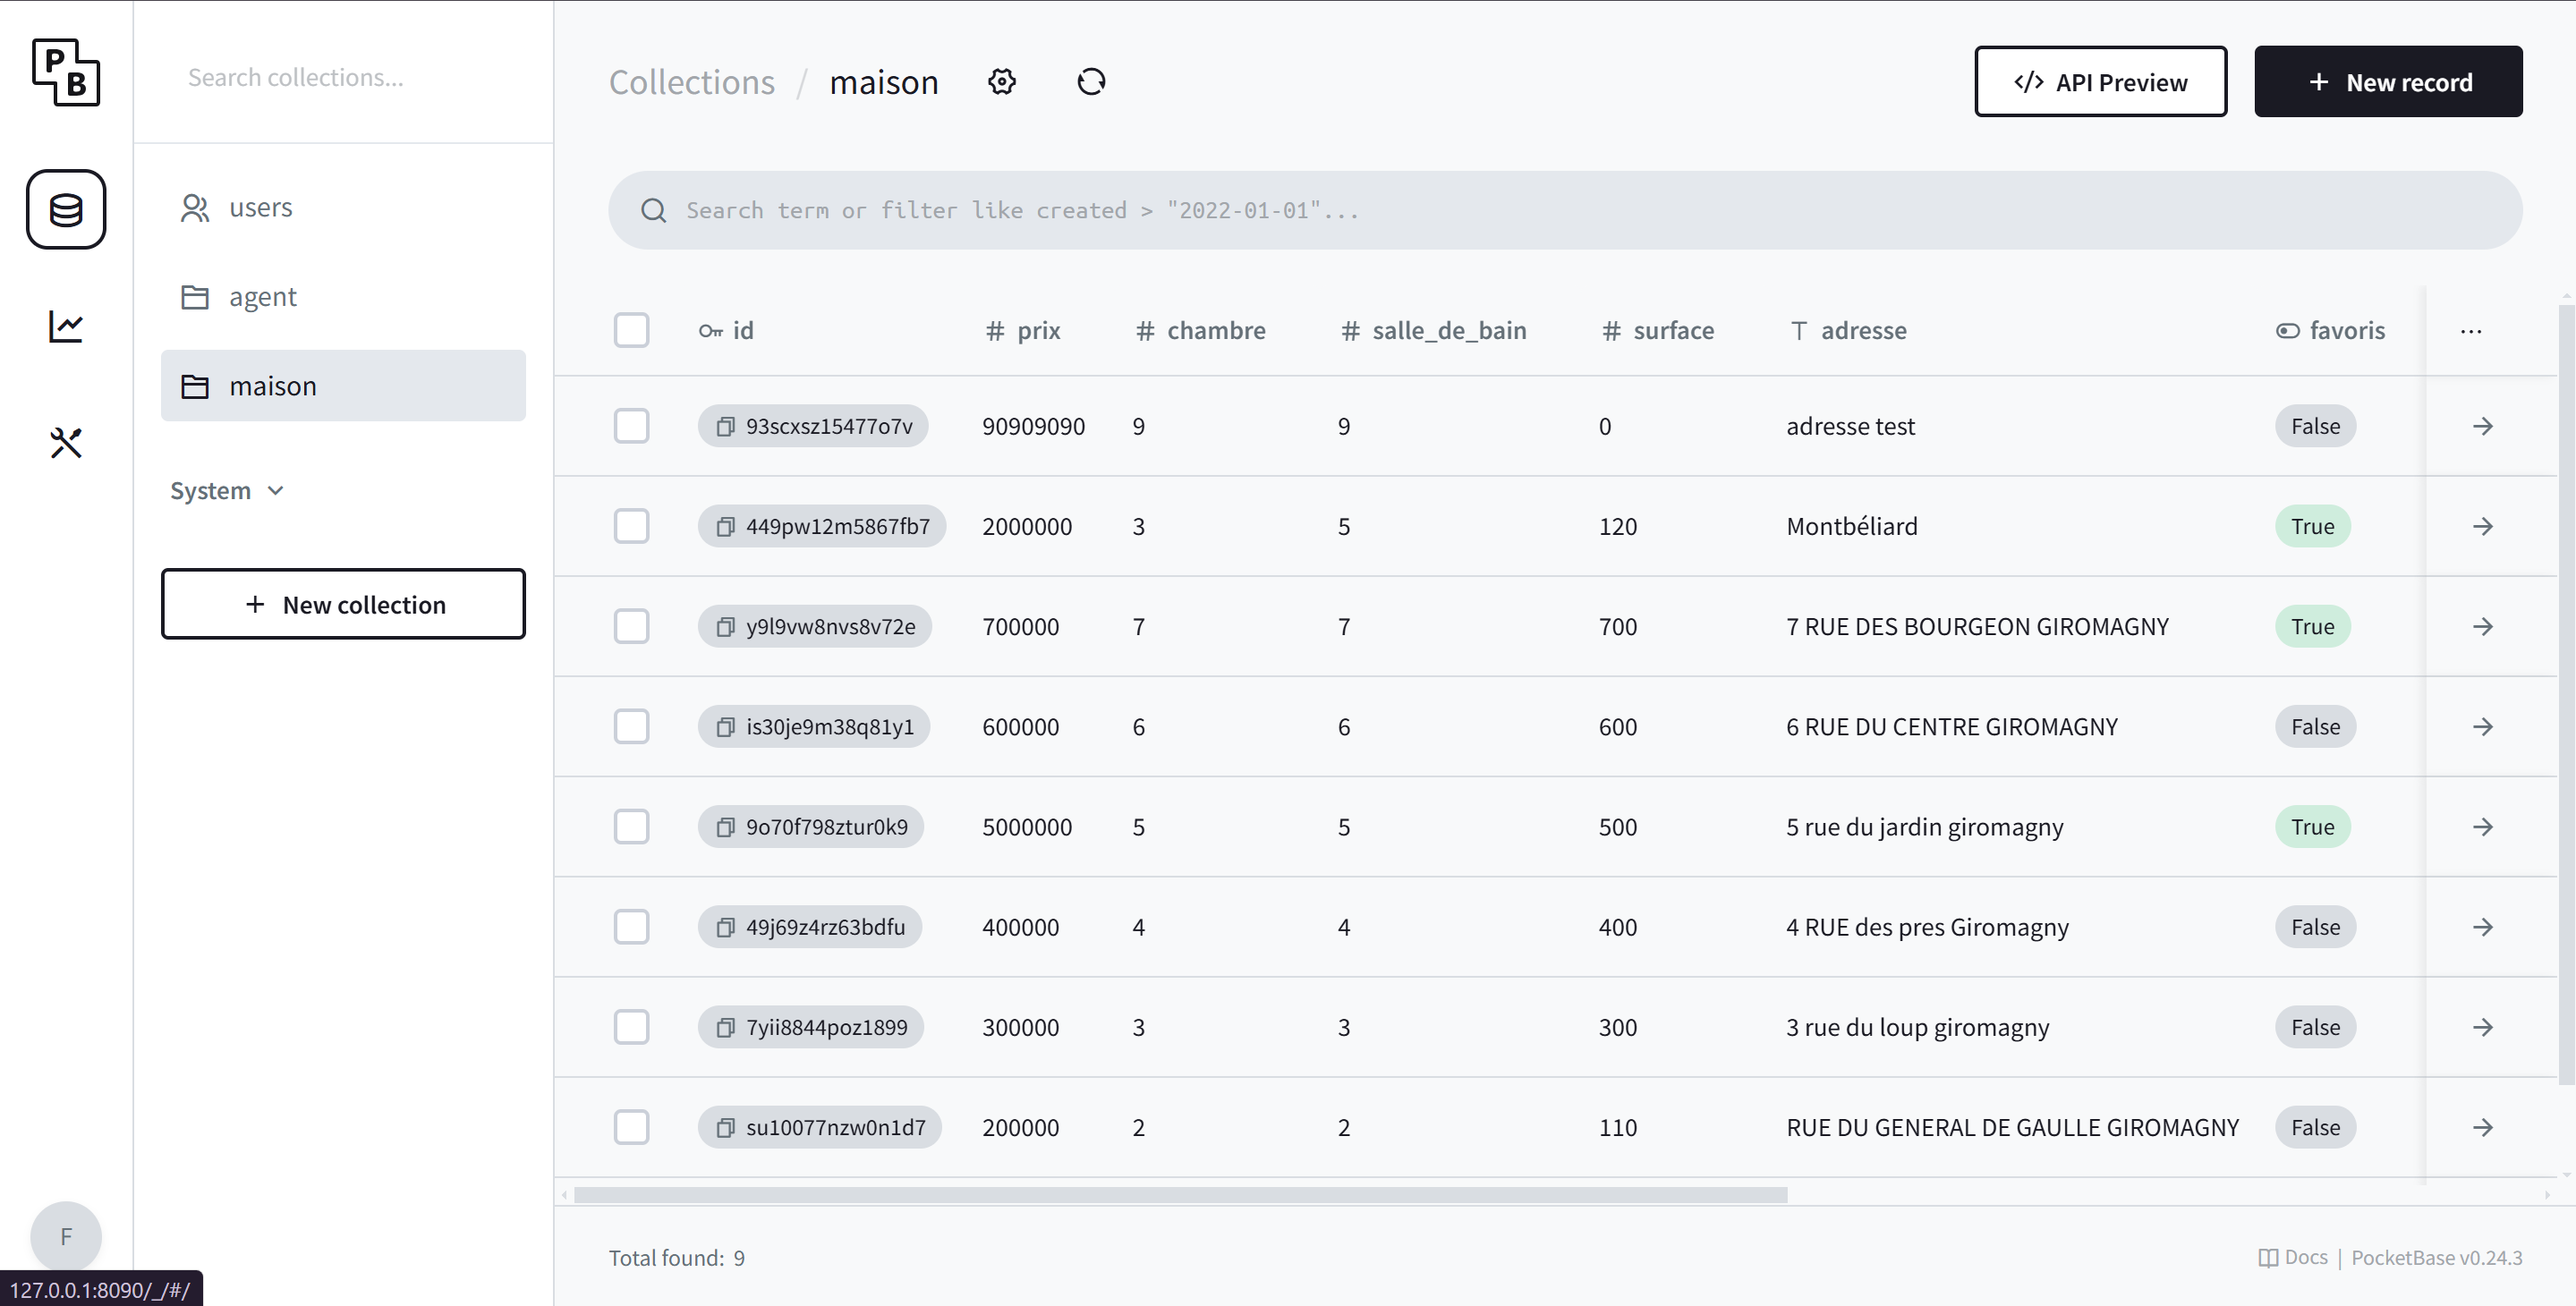 PB
Search collections...
users
agent
maison
System
+ New collection
F
127.0.0.1:8090/_/#/
Collections / maison
</> API Preview
+ New record
Search term or filter like created > "2022-01-01"...
id # prix # chambre # salle_de_bain # surface T adresse favoris ...
93scxsz15477o7v 90909090 9 9 0 adresse test False
449pw12m5867fb7 2000000 3 5 120 Montbéliard True
y9l9vw8nvs8v72e 700000 7 7 700 7 RUE DES BOURGEON GIROMAGNY True
is30je9m38q81y1 600000 6 6 600 6 RUE DU CENTRE GIROMAGNY False
9o70f798ztur0k9 5000000 5 5 500 5 rue du jardin giromagny True
49j69z4rz63bdfu 400000 4 4 400 4 RUE des pres Giromagny False
7yii8844poz1899 300000 3 3 300 3 rue du loup giromagny False
su10077nzw0n1d7 200000 2 2 110 RUE DU GENERAL DE GAULLE GIROMAGNY False
Total found: 9
Docs | PocketBase v0.24.3